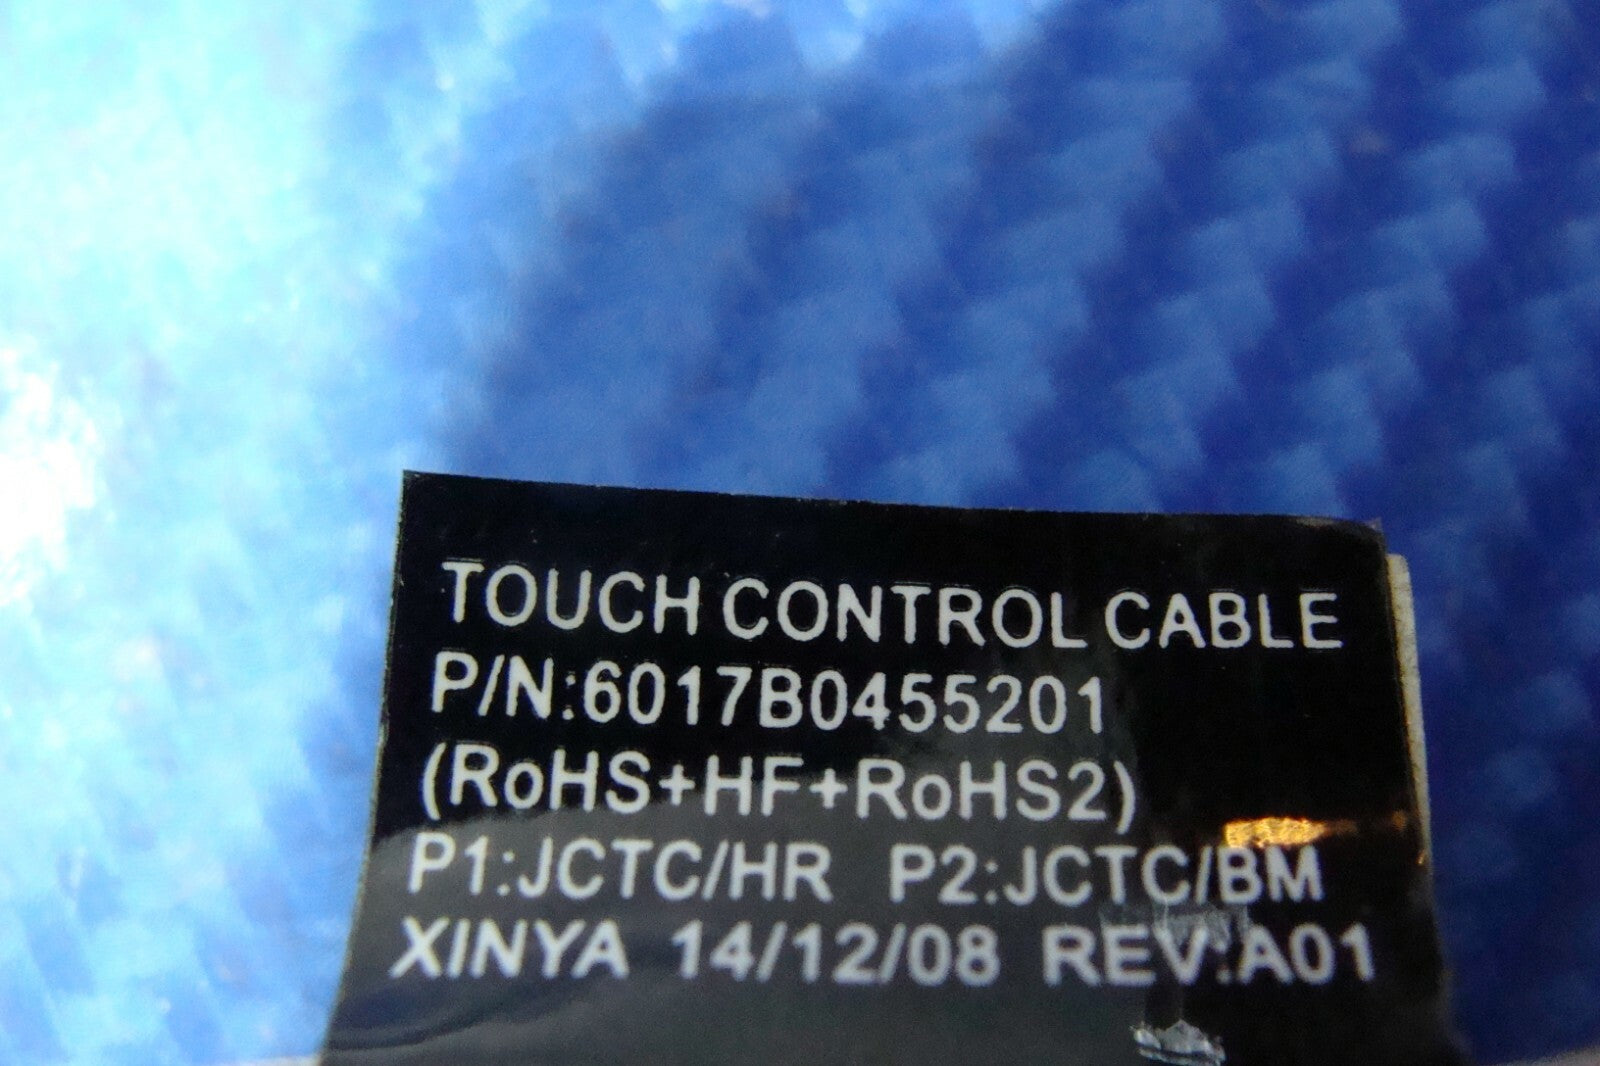 TOUCH CONTROL CABLE
P/N:6017B0455201
(RoHS+HF+RoHS2)
P1:JCTC/HR P2:JCTC/BM
XINYA 14/12/08 REV:A01